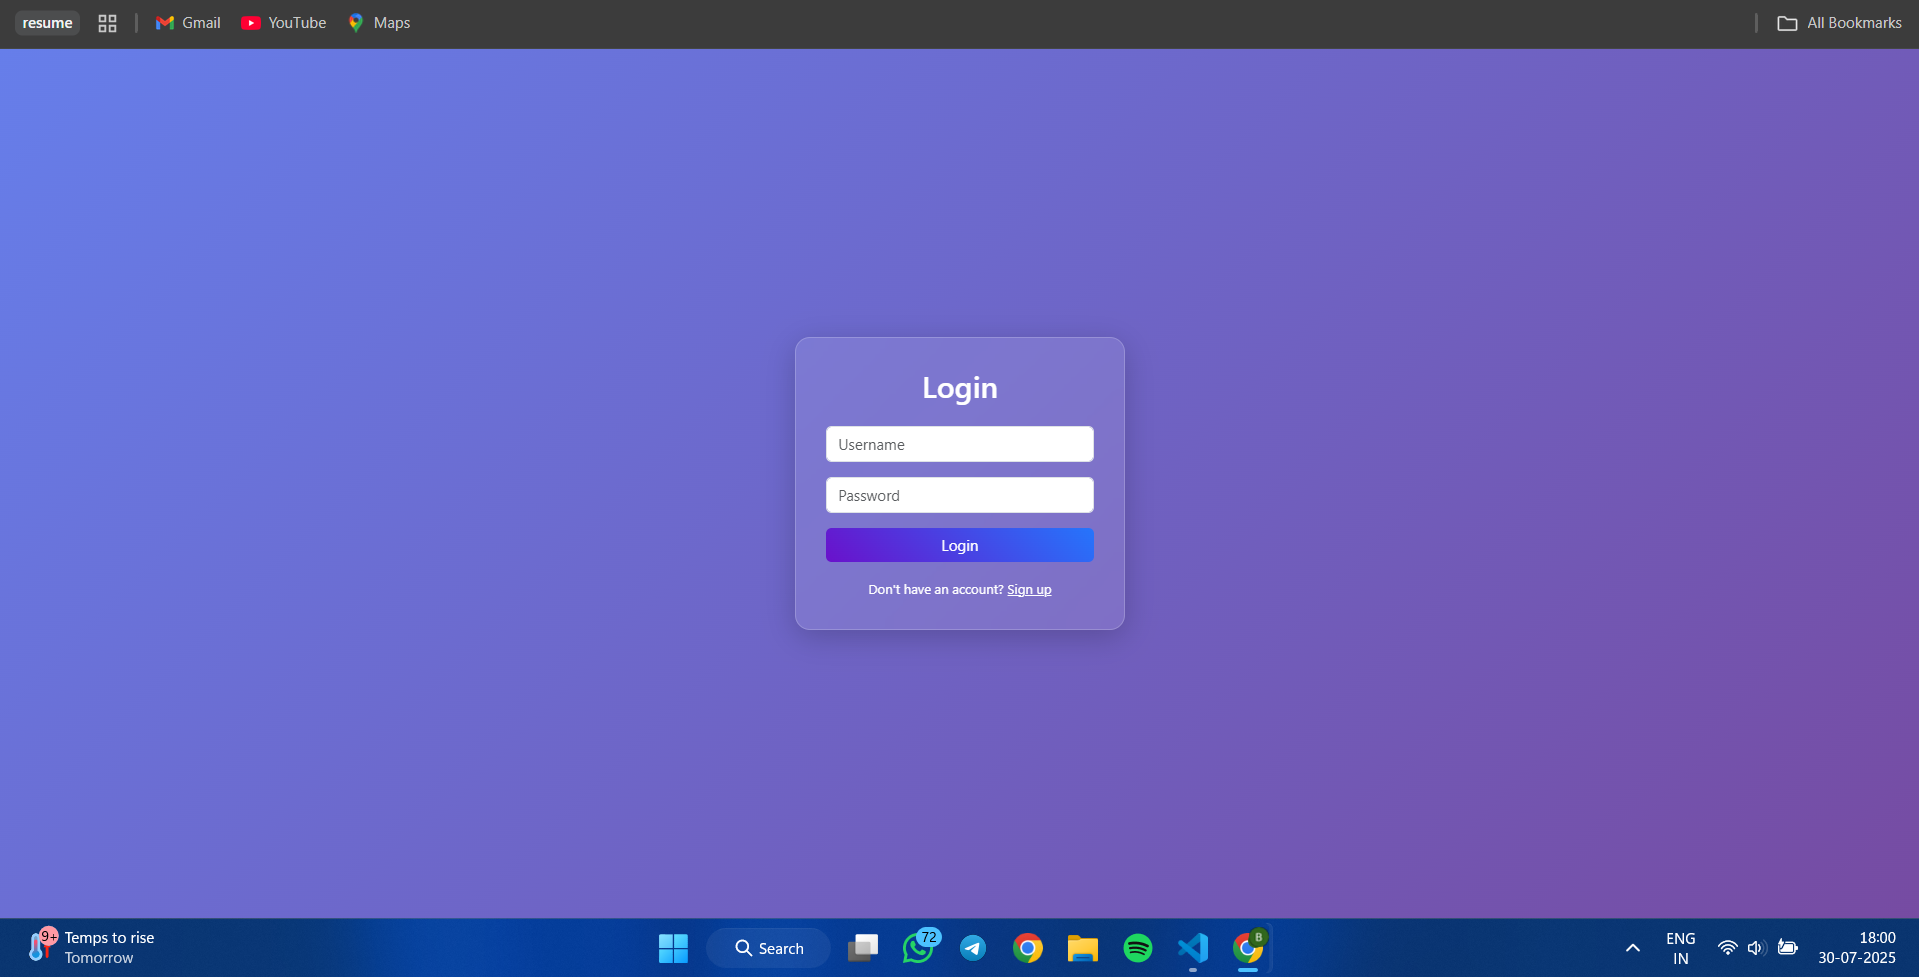 resume
Gmail
YouTube
Maps
All Bookmarks
Login
Username
Password
Login
Don't have an account? Sign up
9+
Temps to rise
Tomorrow
Search
72
B
ENG
IN
18:00
30-07-2025